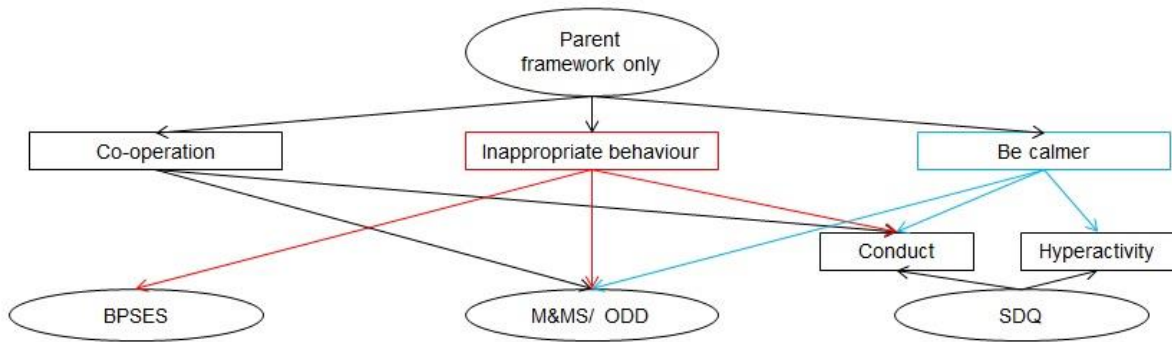 Parent
framework only
Co-operation
Inappropriate behaviour
Be calmer
Conduct
Hyperactivity
BPSES
M&MS/ ODD
SDQ